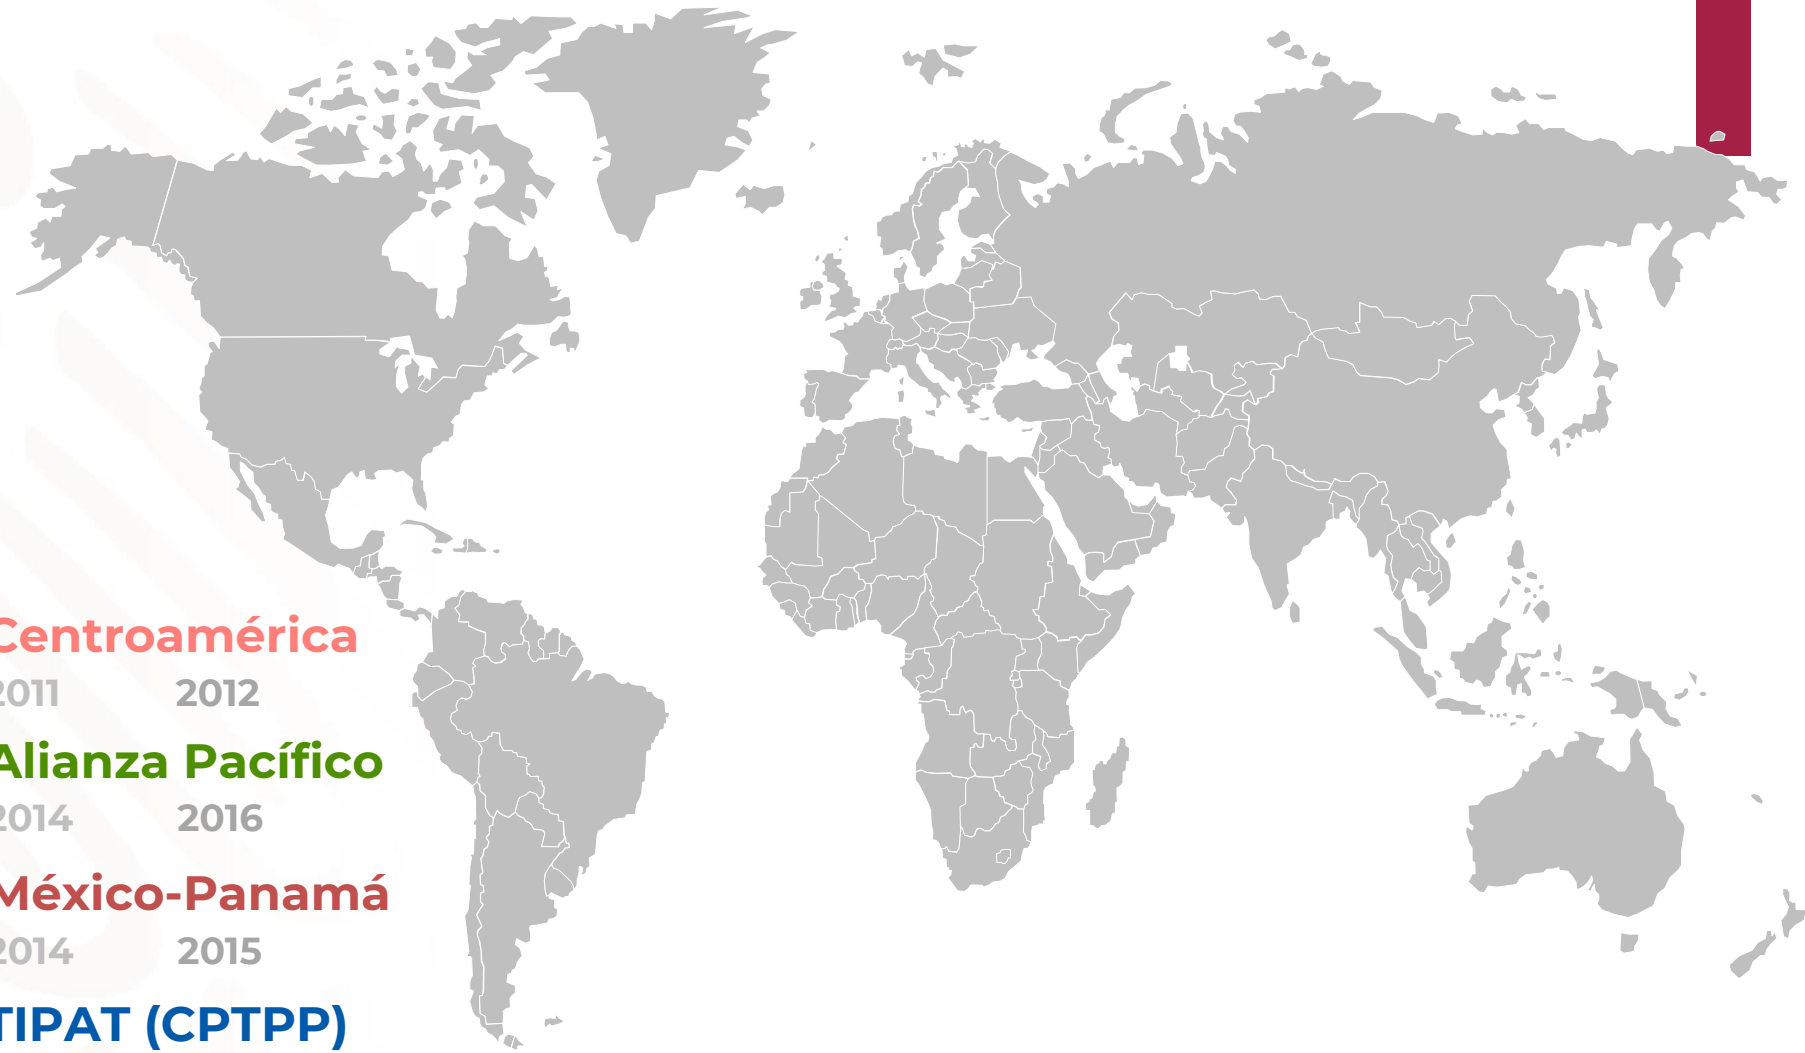 Centroamérica
2011 2012
Alianza Pacífico
2014 2016
México-Panamá
2014 2015
TIPAT (CPTPP)